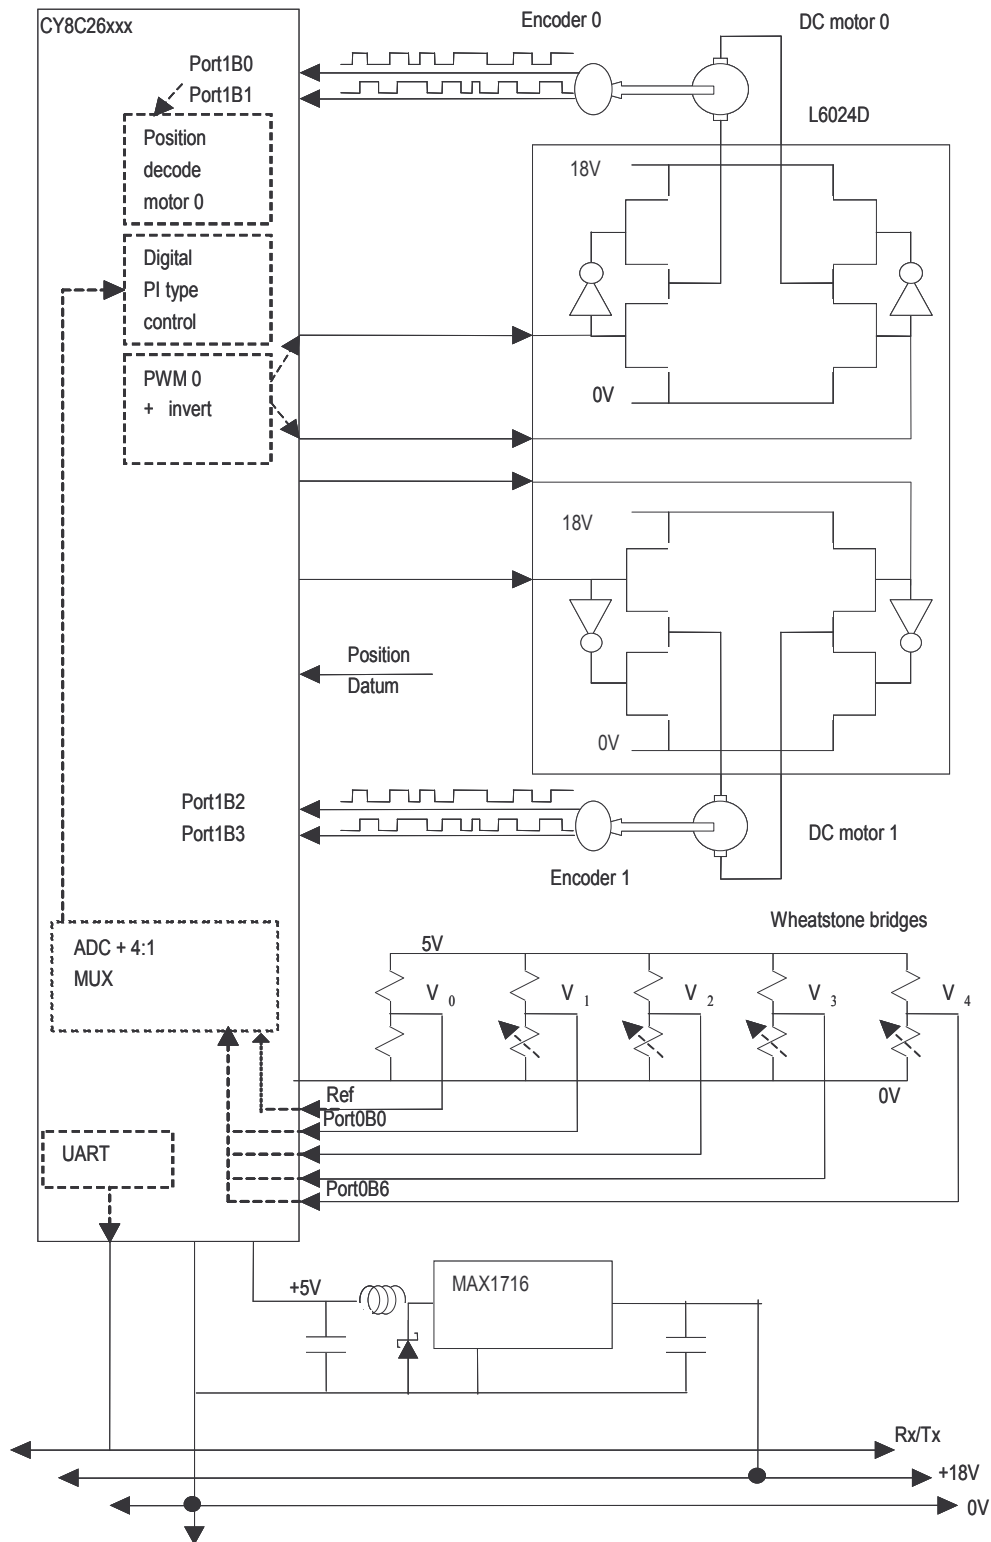 CY8C26xxx
Encoder 0
DC motor 0
Port1B0
Port1B1
L6024D
Position
decode
motor 0
18V
Digital
PI type
control
PWM 0
+ invert
0V
18V
Position
Datum
0V
Port1B2
Port1B3
DC motor 1
Encoder 1
Wheatstone bridges
ADC + 4:1
MUX
5V
V 0
V 1
V 2
V 3
V 4
Ref
0V
Port0B0
UART
Port0B6
+5V
MAX1716
Rx/Tx
+18V
0V